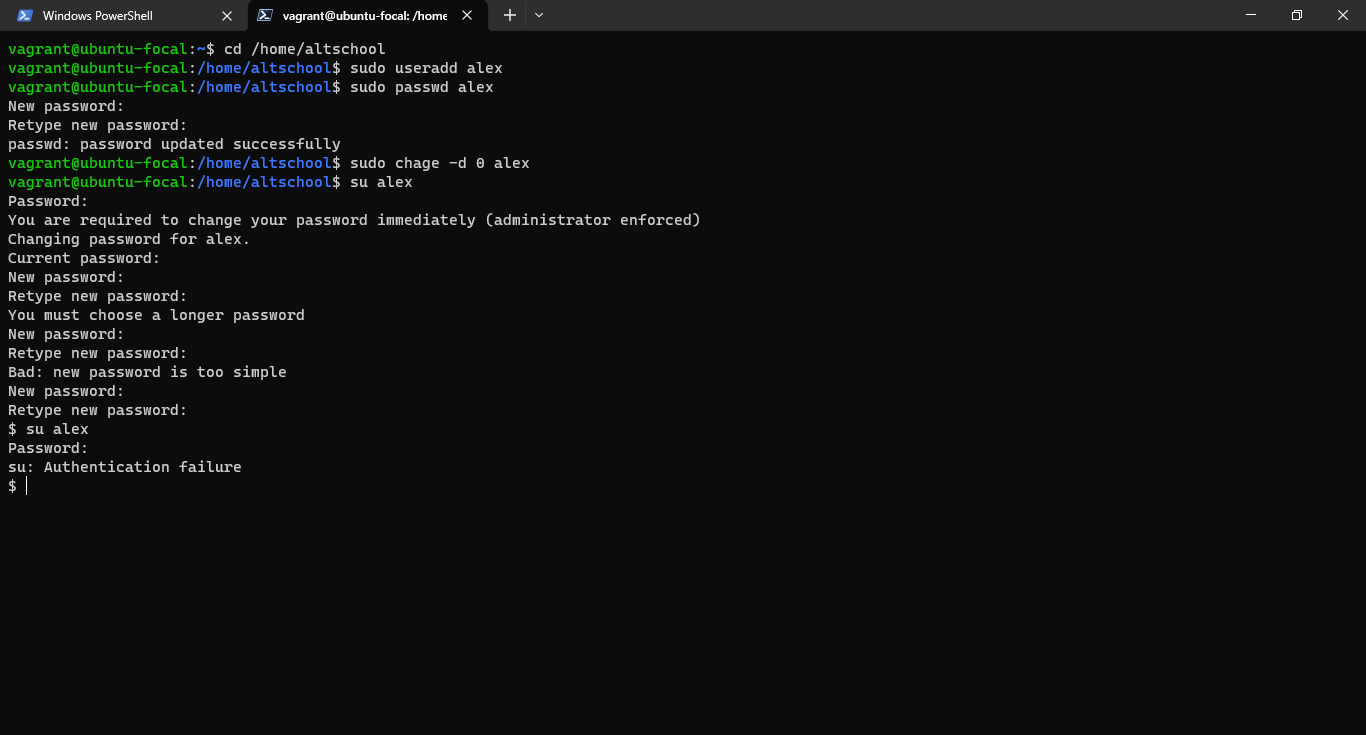 Windows PowerShell
vagrant@ubuntu-focal: /home
vagrant@ubuntu-focal:~$ cd /home/altschool
vagrant@ubuntu-focal:/home/altschool$ sudo useradd alex
vagrant@ubuntu-focal:/home/altschool$ sudo passwd alex
New password:
Retype new password:
passwd: password updated successfully
vagrant@ubuntu-focal:/home/altschool$ sudo chage -d 0 alex
vagrant@ubuntu-focal:/home/altschool$ su alex
Password:
You are required to change your password immediately (administrator enforced)
Changing password for alex.
Current password:
New password:
Retype new password:
You must choose a longer password
New password:
Retype new password:
Bad: new password is too simple
New password:
Retype new password:
$ su alex
Password:
su: Authentication failure
$